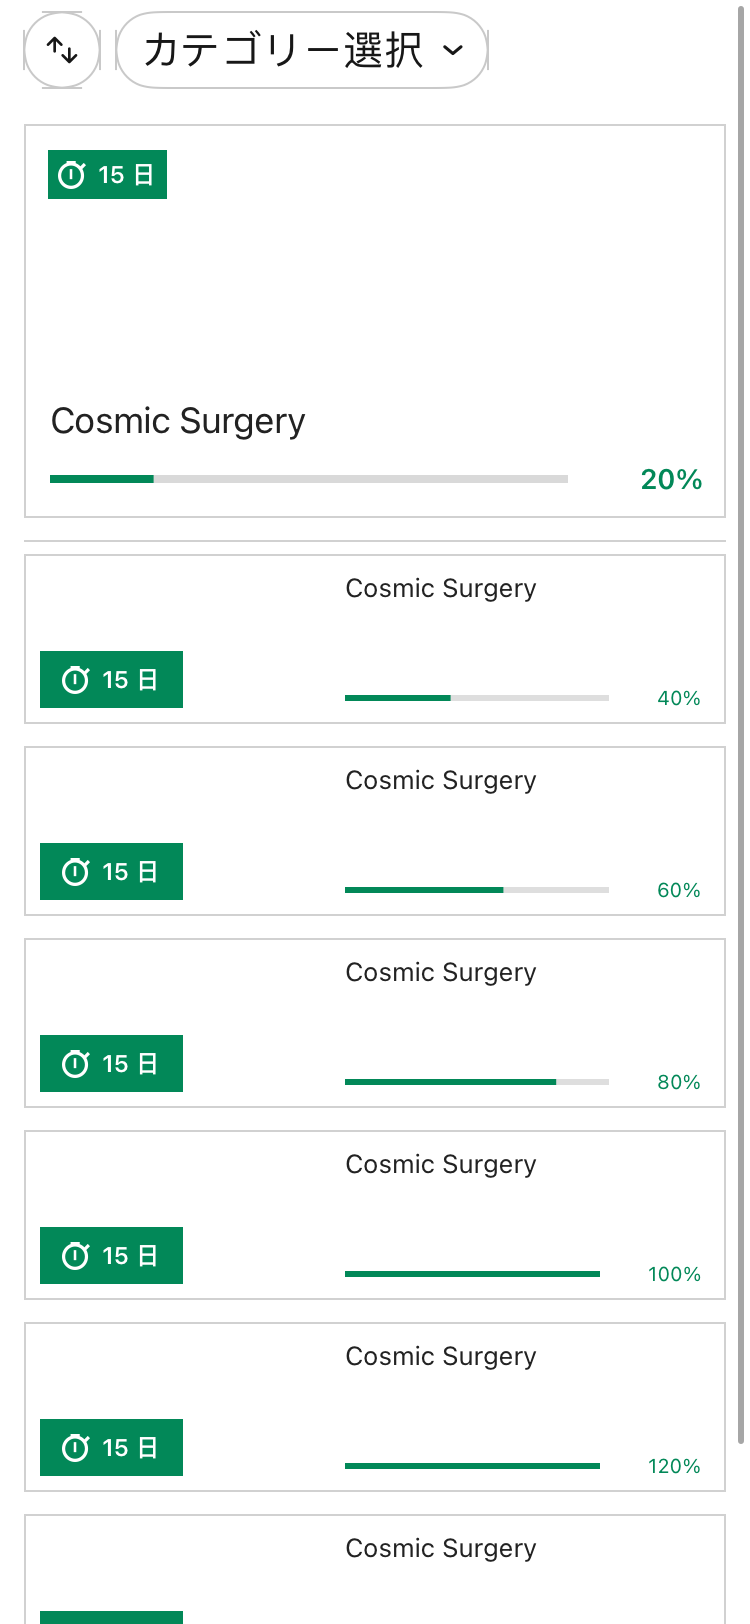 カテゴリー選択
15 日
Cosmic Surgery
20%
Cosmic Surgery
15 日
40%
Cosmic Surgery
15 日
60%
Cosmic Surgery
15 日
80%
Cosmic Surgery
15 日
100%
Cosmic Surgery
15 日
120%
Cosmic Surgery